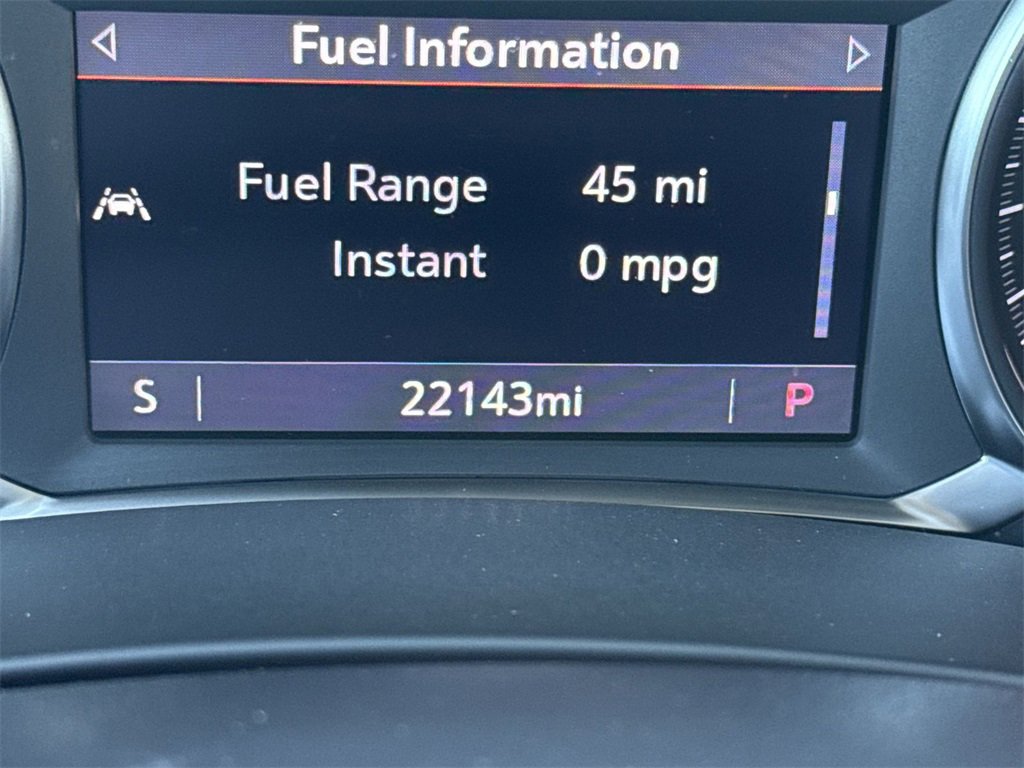 Fuel Information
Fuel Range 45 mi
Instant 0 mpg
S 22143mi P